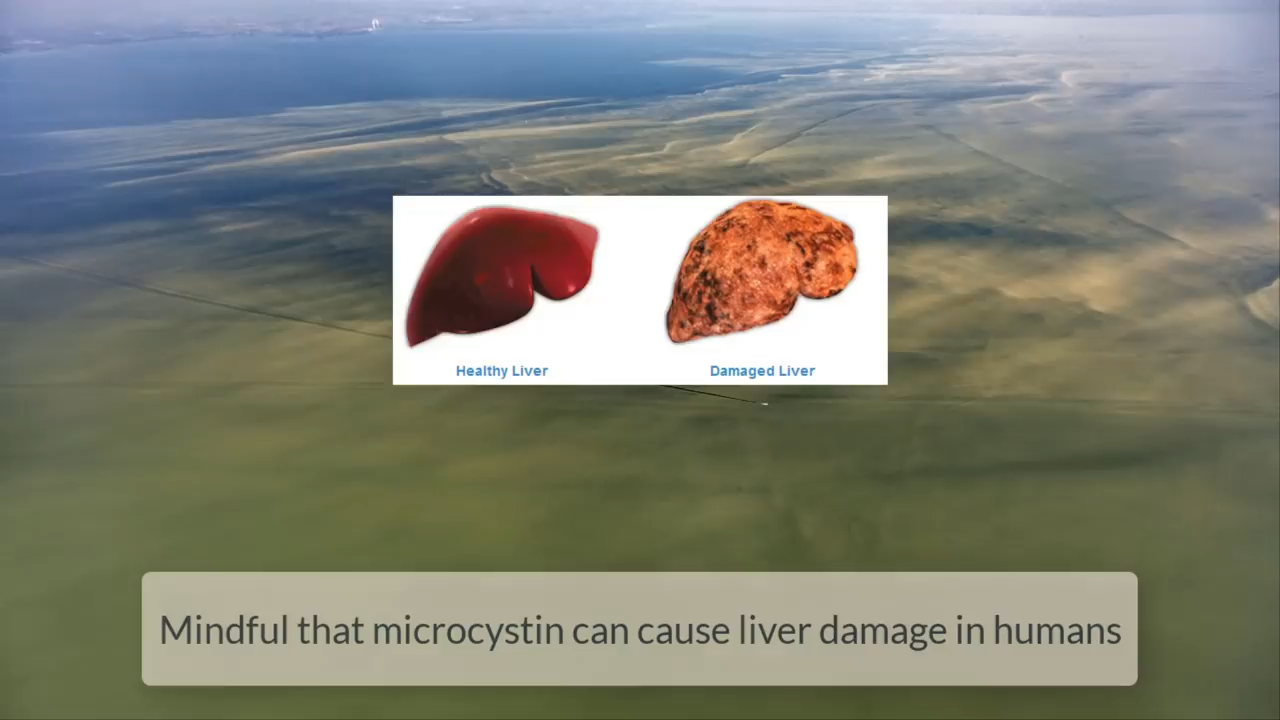 Healthy Liver
Damaged Liver
Mindful that microcystin can cause liver damage in humans